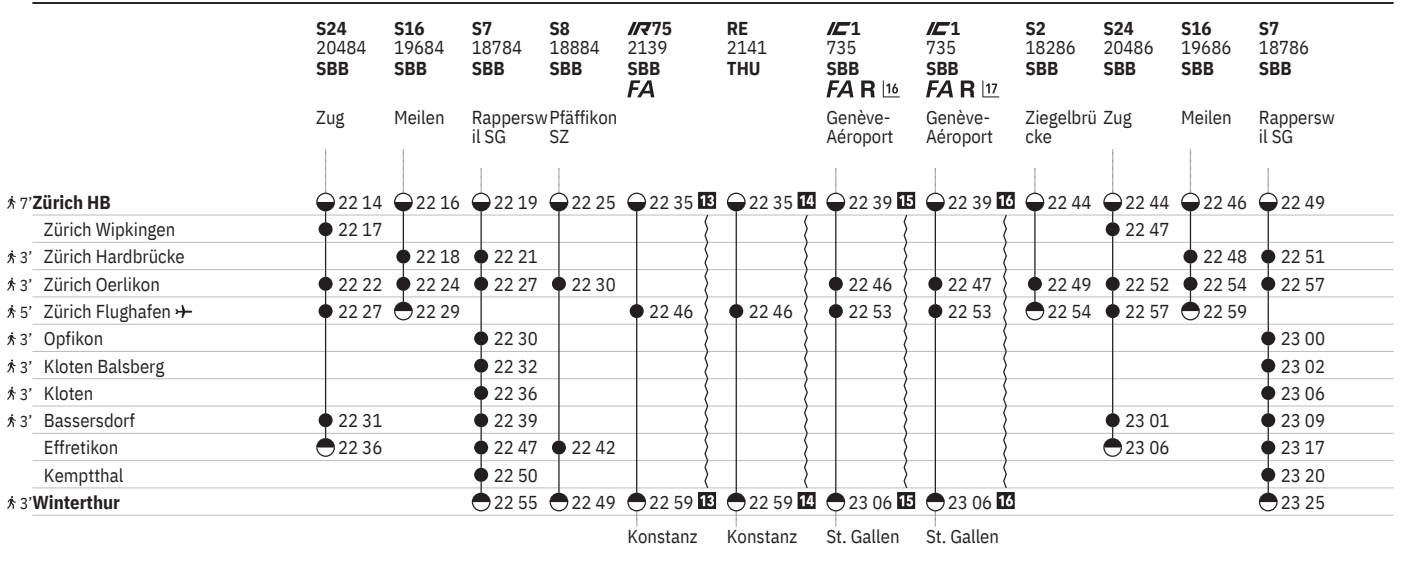 S24 S16 S7 S8 IR75 RE IC1 IC1 S2 S24 S16 S7
20484 19684 18784 18884 2139 2141 735 735 18286 20486 19686 18786
SBB SBB SBB SBB SBB THU SBB SBB SBB SBB SBB SBB
FA FA R 16 FA R 17
Zug Meilen Rappersw Pfäffikon Genève- Genève- Ziegelbrü Zug Meilen Rappersw
il SG SZ Aéroport Aéroport cke il SG
7’ Zürich HB 22 14 22 16 22 19 22 25 22 35 13 22 35 14 22 39 15 22 39 16 22 44 22 44 22 46 22 49
Zürich Wipkingen 22 17 22 47
3’ Zürich Hardbrücke 22 18 22 21 22 48 22 51
3’ Zürich Oerlikon 22 22 22 24 22 27 22 30 22 46 22 47 22 49 22 52 22 54 22 57
5’ Zürich Flughafen 22 27 22 29 22 46 22 46 22 53 22 53 22 54 22 57 22 59
3’ Opfikon 22 30 23 00
3’ Kloten Balsberg 22 32 23 02
3’ Kloten 22 36 23 06
3’ Bassersdorf 22 31 22 39 23 01 23 09
Effretikon 22 36 22 47 22 42 23 06 23 17
Kemptthal 22 50 23 20
3’ Winterthur 22 55 22 49 22 59 13 22 59 14 23 06 15 23 06 16 23 25
Konstanz Konstanz St. Gallen St. Gallen